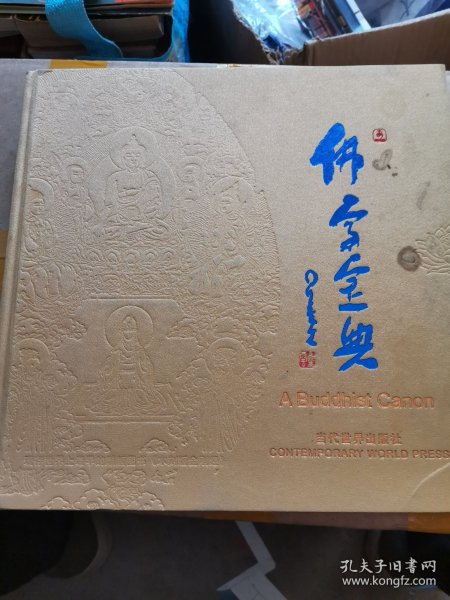 佛字金典
A Buddhist Canon
当代世界出版社
CONTEMPORARY WORLD PRESS
孔夫子旧书网
www.kongfz.com